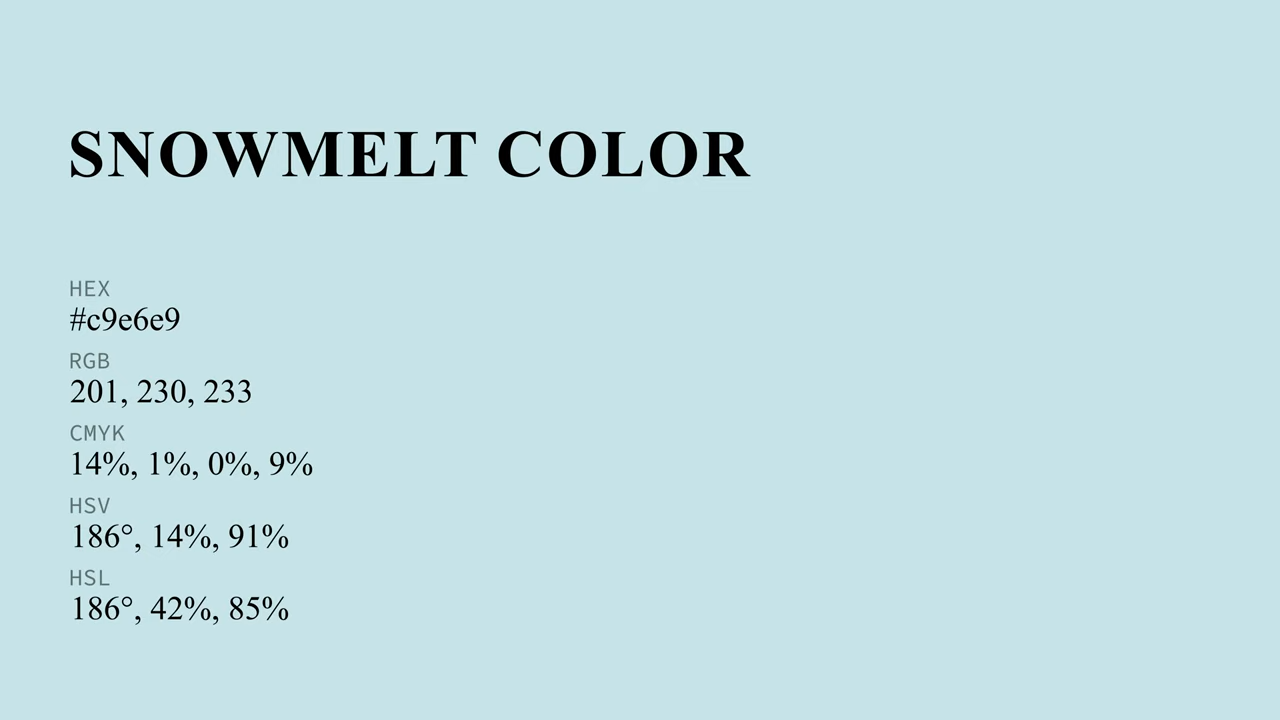 SNOWMELT COLOR
HEX
#c9e6e9
RGB
201, 230, 233
CMYK
14%, 1%, 0%, 9%
HSV
186°, 14%, 91%
HSL
186°, 42%, 85%